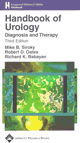 Handbook of
Urology
Diagnosis and Therapy
Third Edition
Mike B. Siroky
Robert D. Oates
Richard K. Babayan